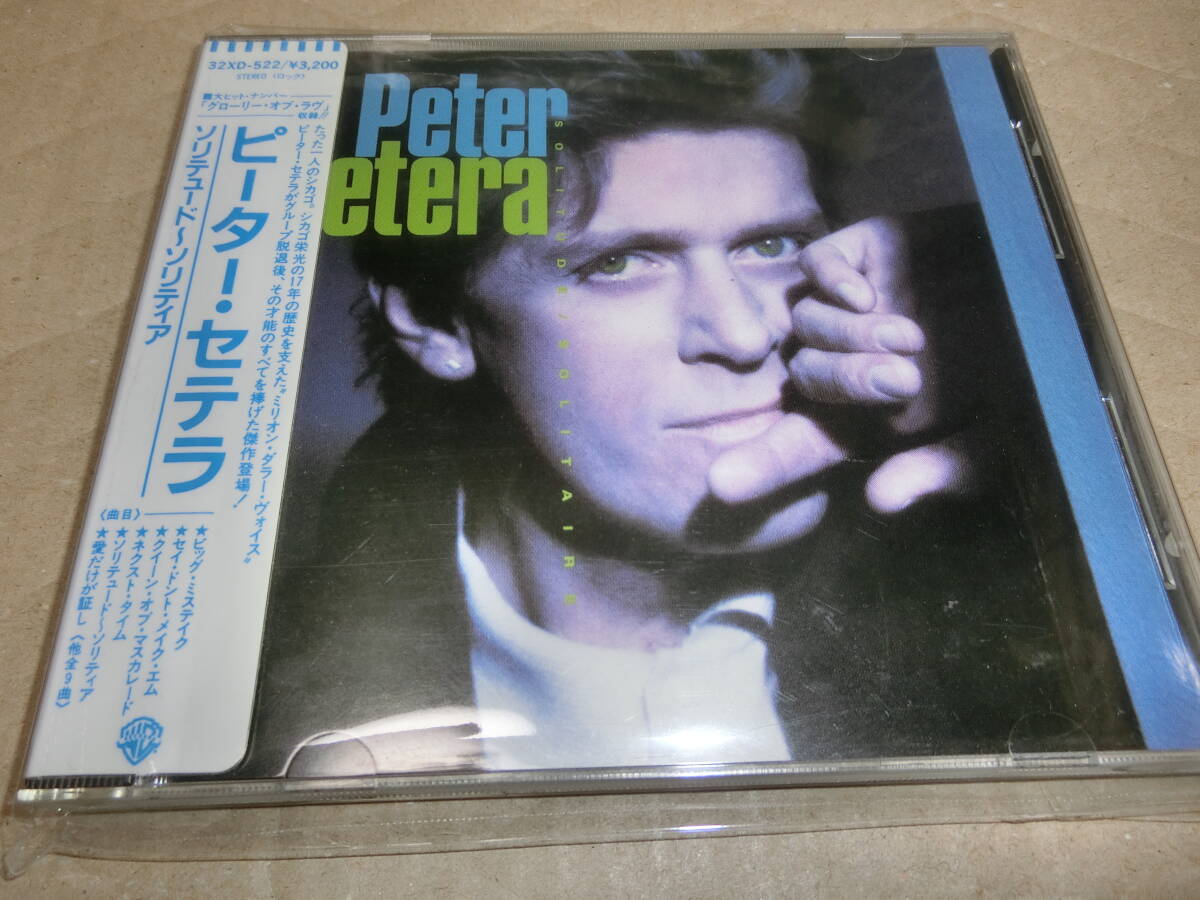 32XD-522/¥3,200
STEREO〈ロック〉
■大ヒット・ナンバー
「グローリー・オブ・ラヴ」
収録!!
ピーター・セテラ
ソリテュード〜ソリティア
たった一人のシカゴ。シカゴ栄光の17年の歴史を支えた"ミリオン・ダラー・ヴォイス"
ピーター・セテラがグループ脱退後、その才能のすべてを捧げた傑作登場!
〈曲目〉
★ビッグ・ミステイク
★セイ・ドント・メイク・エム
★クイーン・オブ・マスカレード
★ネクスト・タイム
★ソリテュード〜ソリティア
★愛だけが証し《他全9曲》
Peter
etera
SOLITUDE/SOLITAIRE